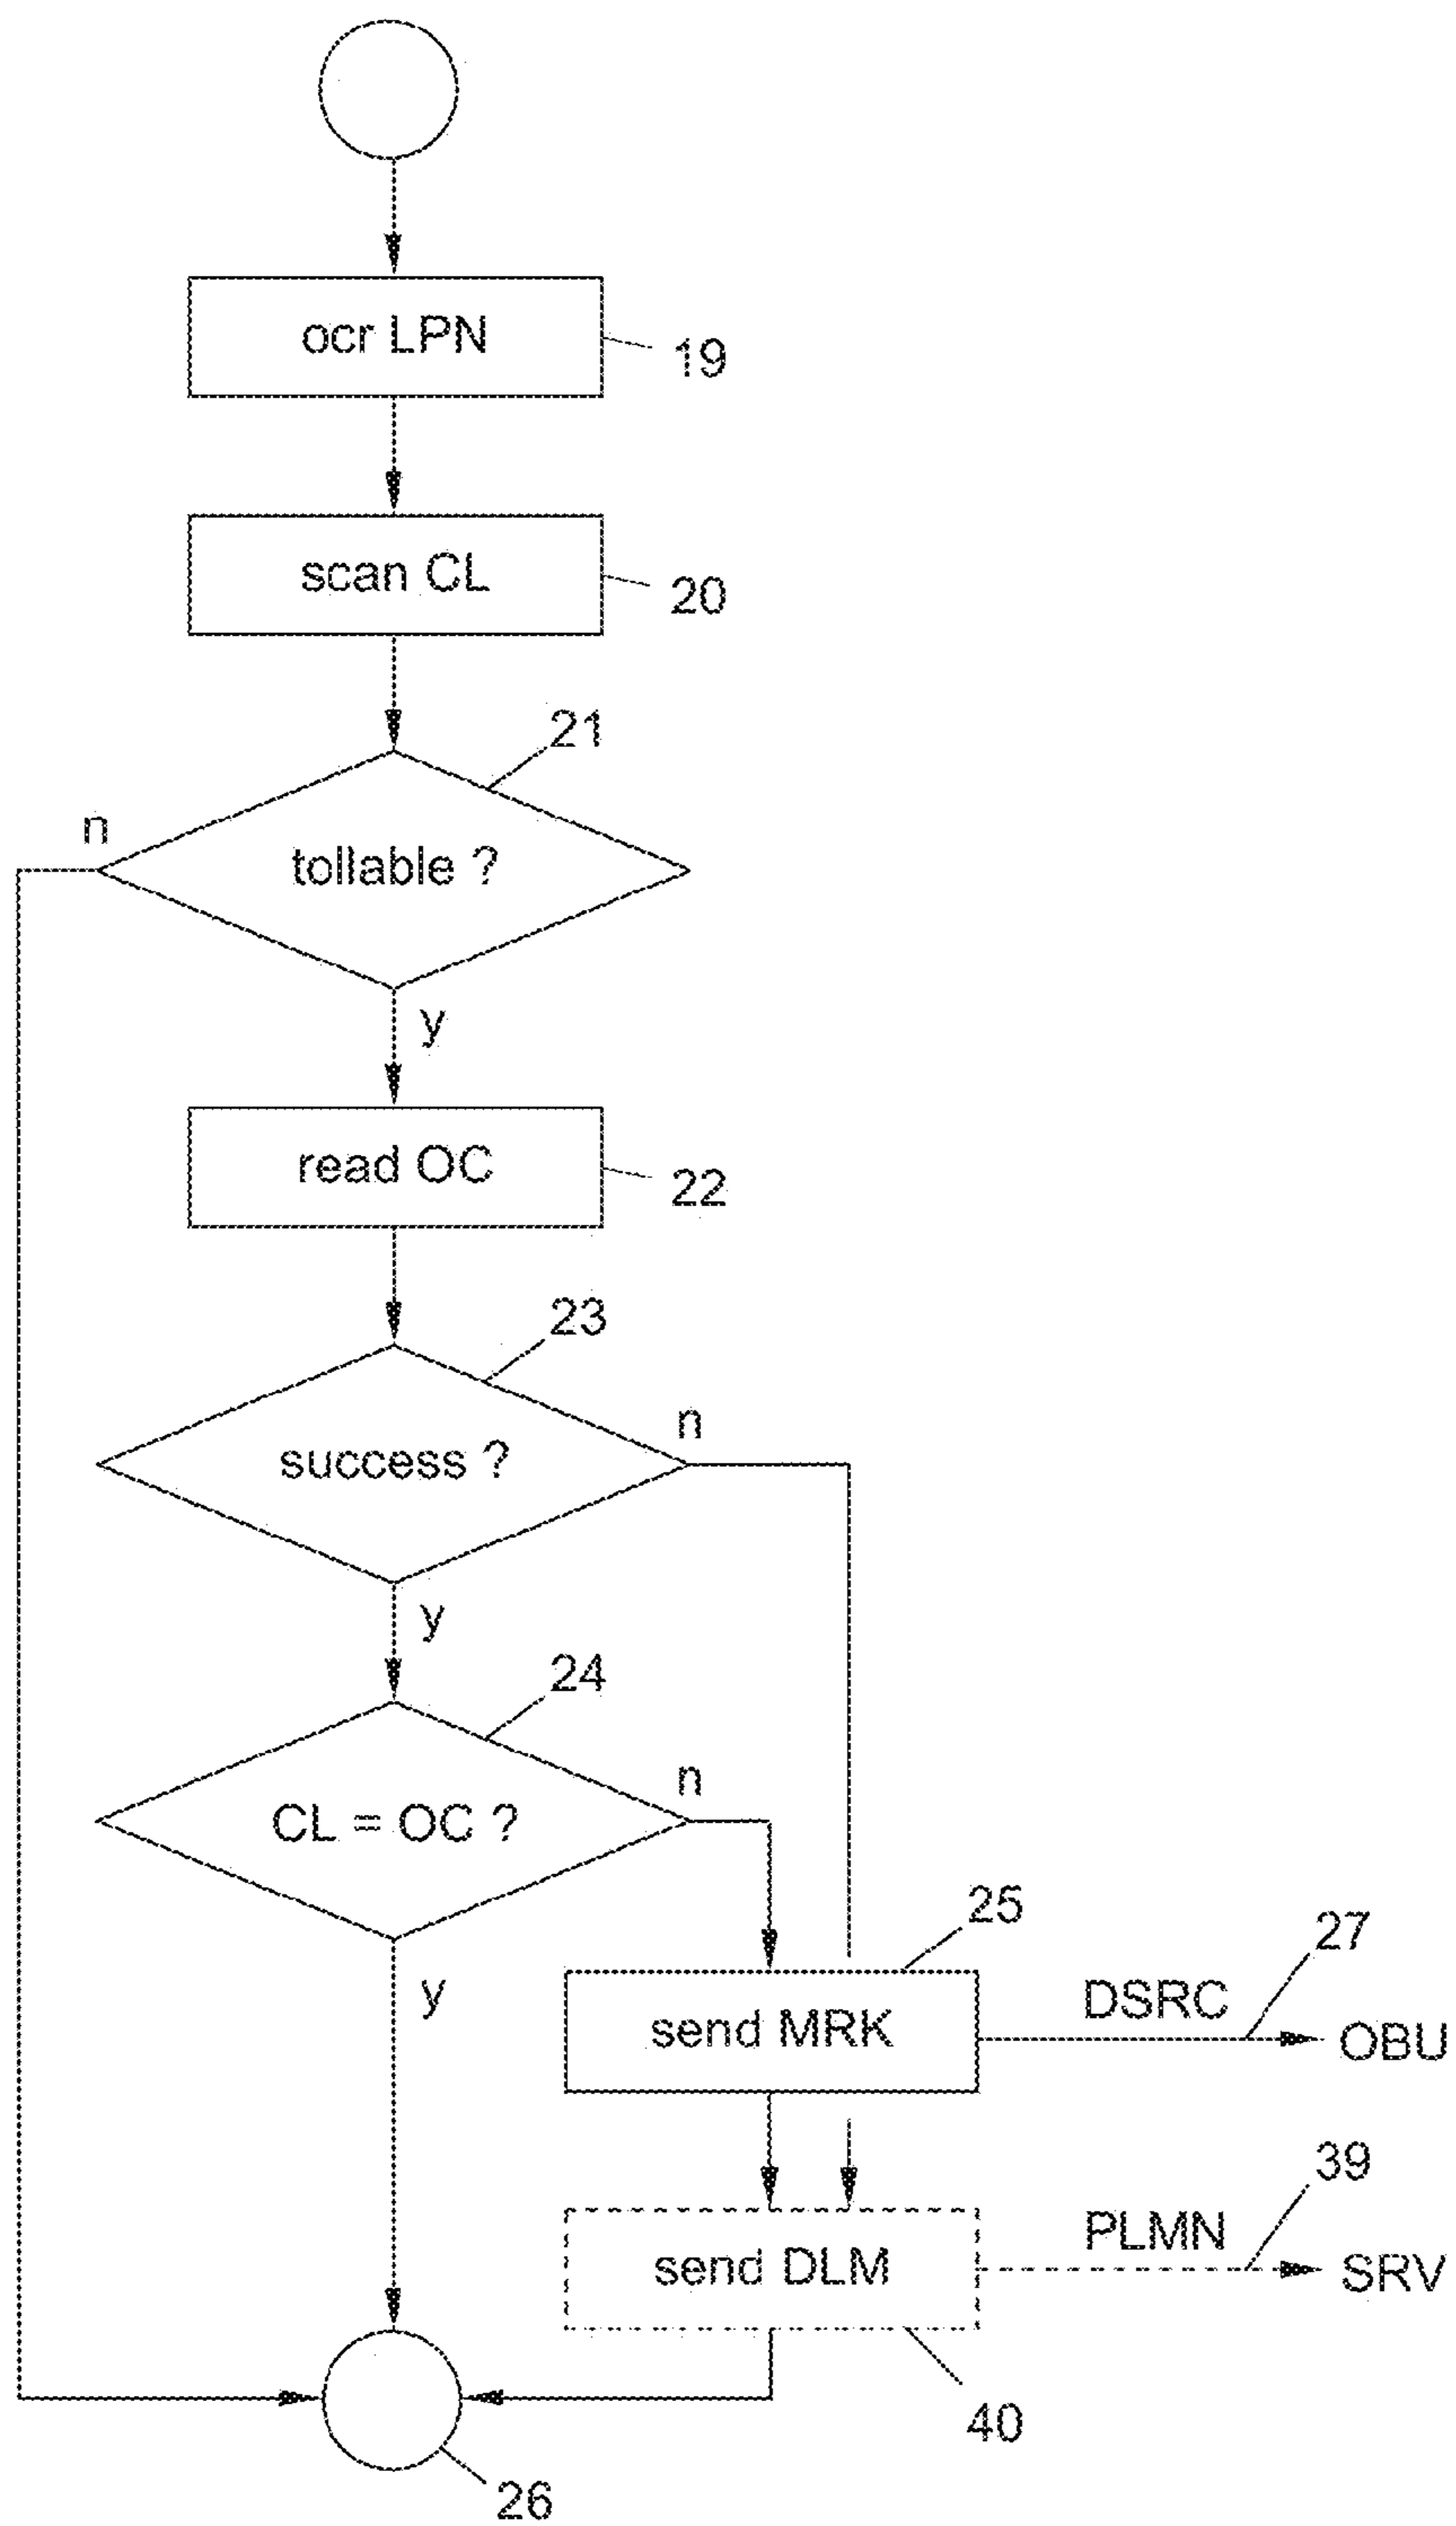 ocr LPN
19
scan CL
20
21
n
tollable ?
y
read OC
22
23
n
success ?
y
24
n
CL = OC ?
25
27
y
DSRC
send MRK
OBU
39
PLMN
send DLM
SRV
40
26